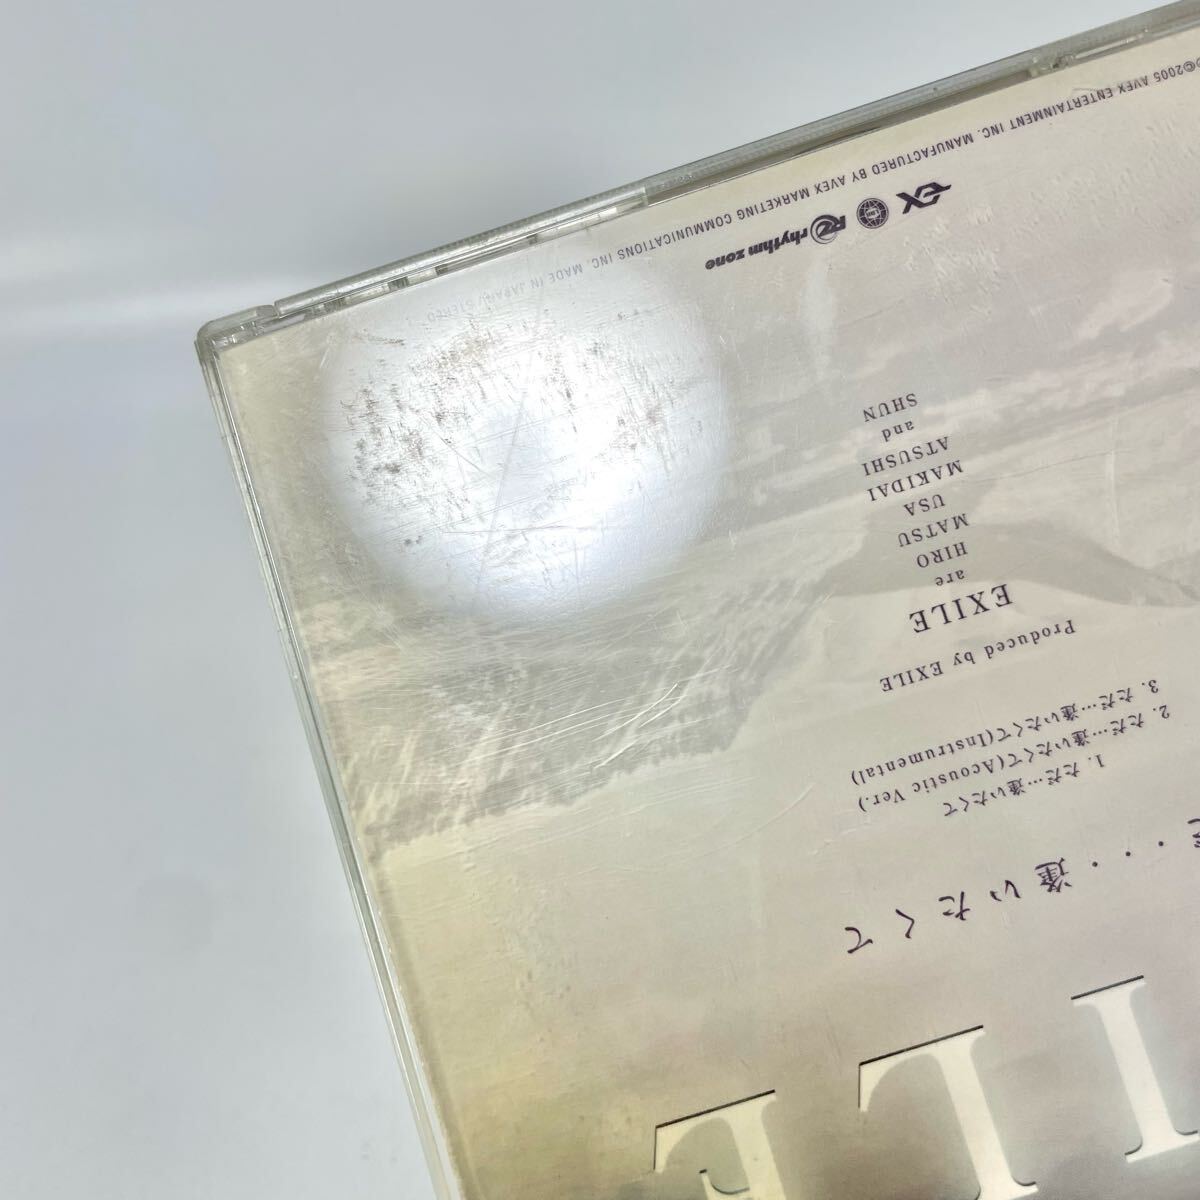 ILE
・・・逢いたくて
1. ただ…逢いたくて
2. ただ…逢いたくて(Acoustic Ver.)
3. ただ…逢いたくて(Instrumental)
Produced by EXILE
EXILE
are
HIRO
MATSU
USA
MAKIDAI
ATSUSHI
and
SHUN
EX
rhythm zone
©2005 AVEX ENTERTAINMENT INC. MANUFACTURED BY AVEX MARKETING COMMUNICATIONS INC. MADE IN JAPAN / STEREO